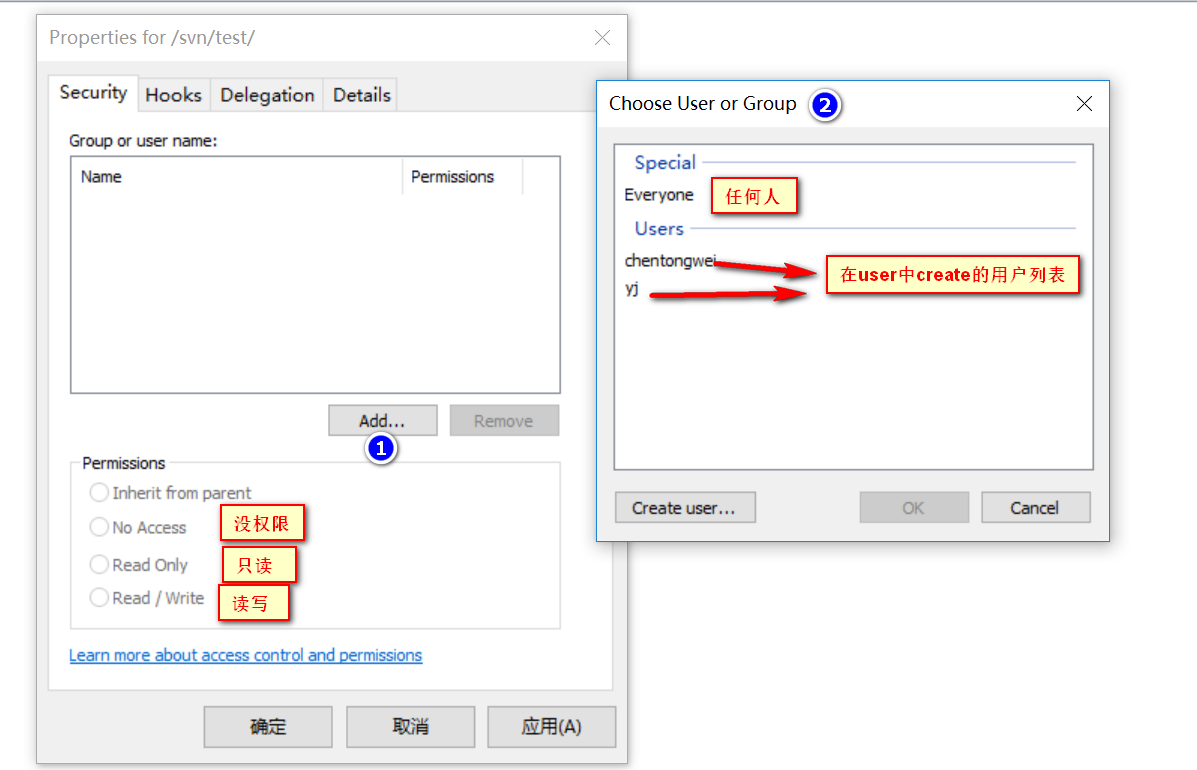 Properties for /svn/test/
Security Hooks Delegation Details
Group or user name:
Name Permissions
Add... Remove
1
Permissions
Inherit from parent
No Access 没权限
Read Only 只读
Read / Write 读写
Learn more about access control and permissions
确定 取消 应用(A)
Choose User or Group 2
Special
Everyone 任何人
Users
chentongwei
yj
在user中create的用户列表
Create user... OK Cancel